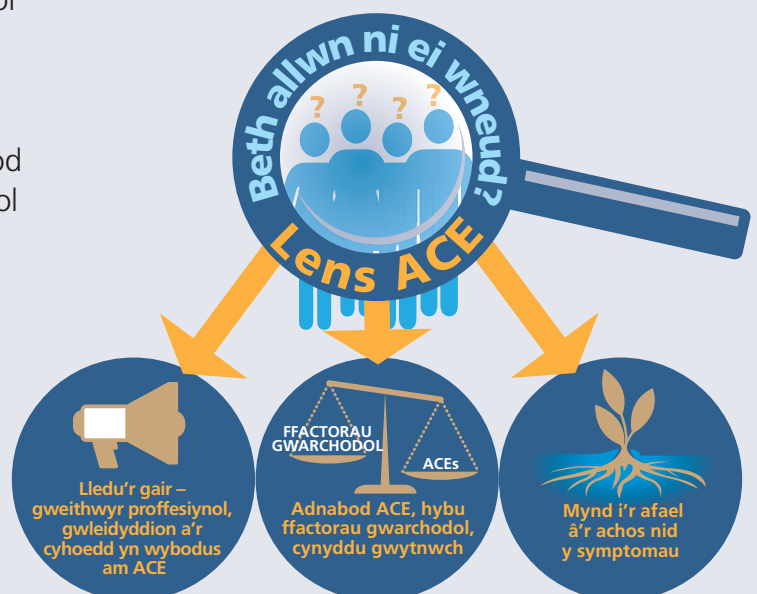 Beth allwn ni ei wneud?
? ? ? ?
Lens ACE
Lledu'r gair –
gweithwyr proffesiynol,
gwleidyddion a'r
cyhoedd yn wybodus
am ACE
FFACTORAU
GWARCHODOL
ACEs
Adnabod ACE, hybu
ffactorau gwarchodol,
cynyddu gwytnwch
Mynd i'r afael
â'r achos nid
y symptomau